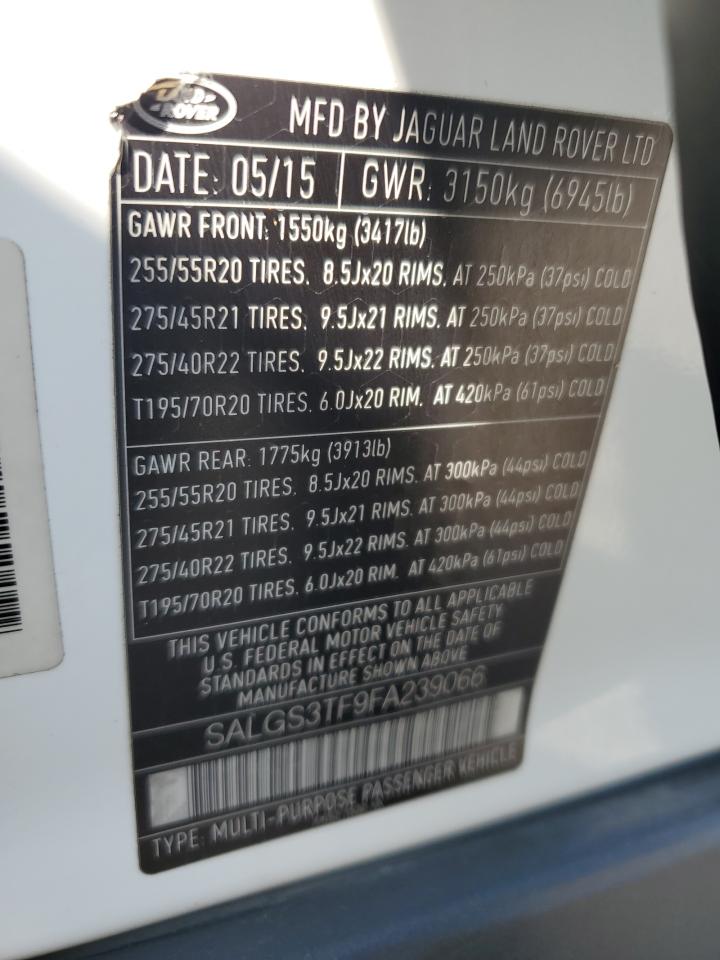 LAND
ROVER
MFD BY JAGUAR LAND ROVER LTD
DATE: 05/15 | GWR: 3150kg (6945lb)
GAWR FRONT: 1550kg (3417lb)
255/55R20 TIRES, 8.5Jx20 RIMS, AT 250kPa (37psi) COLD
275/45R21 TIRES, 9.5Jx21 RIMS, AT 250kPa (37psi) COLD
275/40R22 TIRES, 9.5Jx22 RIMS, AT 250kPa (37psi) COLD
T195/70R20 TIRES, 6.0Jx20 RIM, AT 420kPa (61psi) COLD
GAWR REAR: 1775kg (3913lb)
255/55R20 TIRES, 8.5Jx20 RIMS, AT 300kPa (44psi) COLD
275/45R21 TIRES, 9.5Jx21 RIMS, AT 300kPa (44psi) COLD
275/40R22 TIRES, 9.5Jx22 RIMS, AT 300kPa (44psi) COLD
T195/70R20 TIRES, 6.0Jx20 RIM, AT 420kPa (61psi) COLD
THIS VEHICLE CONFORMS TO ALL APPLICABLE
U.S. FEDERAL MOTOR VEHICLE SAFETY
STANDARDS IN EFFECT ON THE DATE OF
MANUFACTURE SHOWN ABOVE
SALGS3TF9FA239066
TYPE: MULTI-PURPOSE PASSENGER VEHICLE